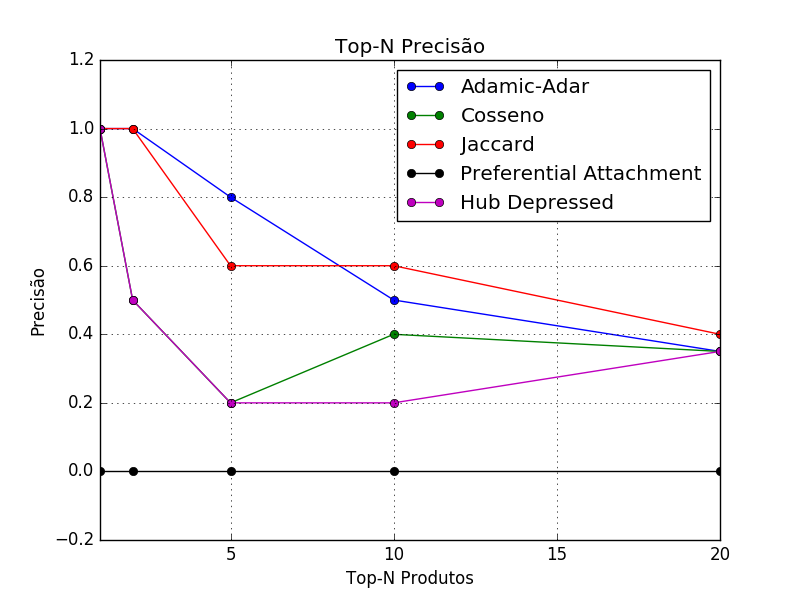 Top-N Precisão
1.2
1.0
0.8
0.6
0.4
0.2
0.0
−0.2
Precisão
Adamic-Adar
Cosseno
Jaccard
Preferential Attachment
Hub Depressed
5
10
15
20
Top-N Produtos